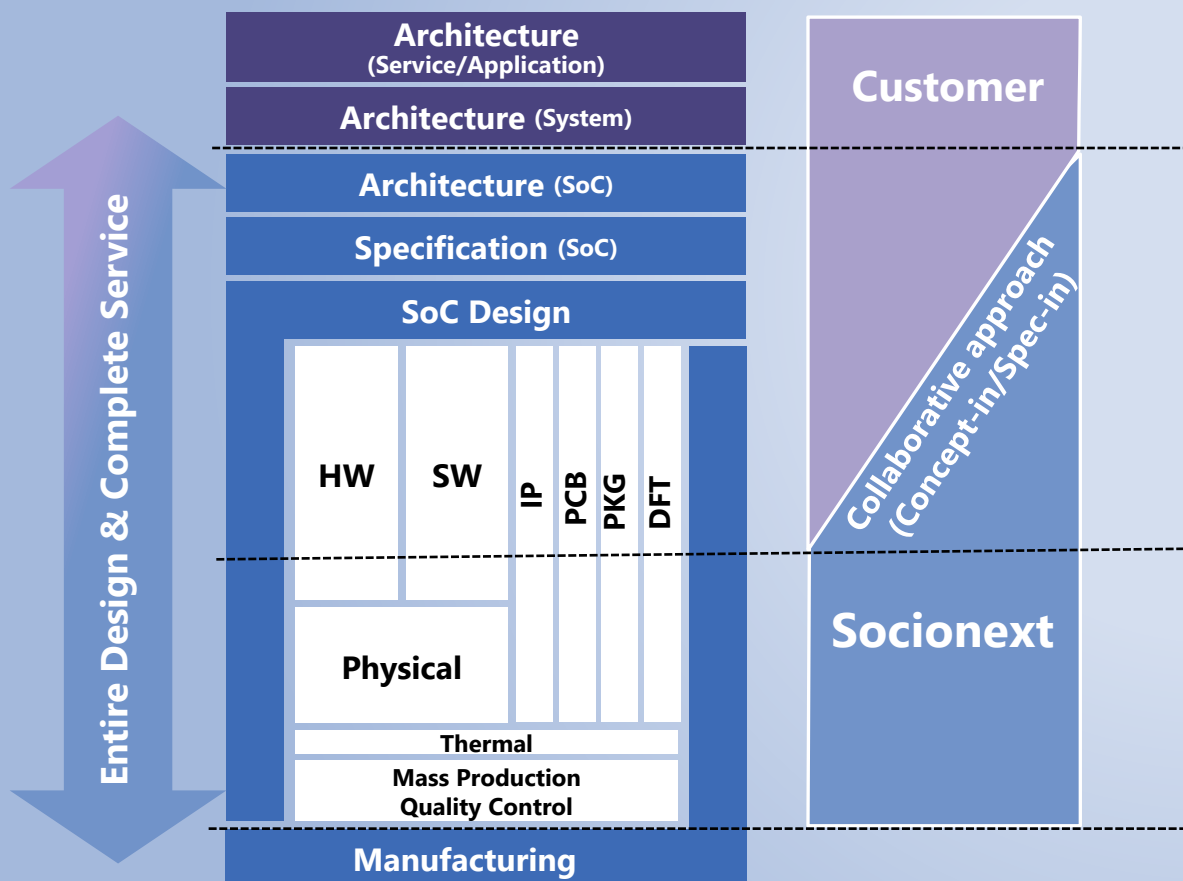 Architecture
(Service/Application)
Architecture (System)
Architecture (SoC)
Specification (SoC)
SoC Design
HW
SW
IP
PCB
PKG
DFT
Physical
Thermal
Mass Production
Quality Control
Manufacturing
Entire Design & Complete Service
Customer
Collaborative approach
(Concept-in/Spec-in)
Socionext